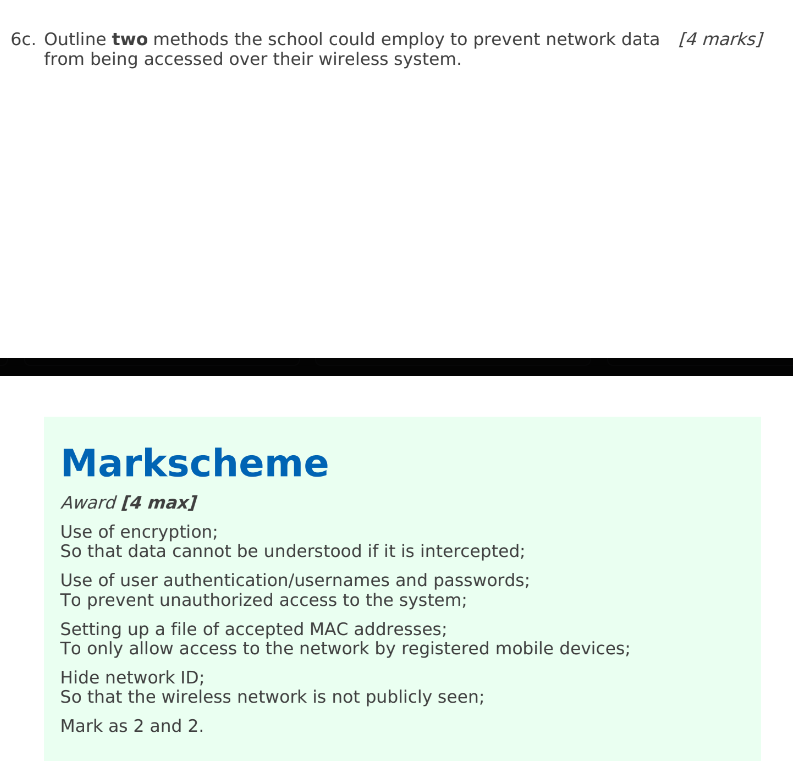 6c. Outline two methods the school could employ to prevent network data [4 marks]
from being accessed over their wireless system.
Markscheme
Award [4 max]
Use of encryption;
So that data cannot be understood if it is intercepted;
Use of user authentication/usernames and passwords;
To prevent unauthorized access to the system;
Setting up a file of accepted MAC addresses;
To only allow access to the network by registered mobile devices;
Hide network ID;
So that the wireless network is not publicly seen;
Mark as 2 and 2.